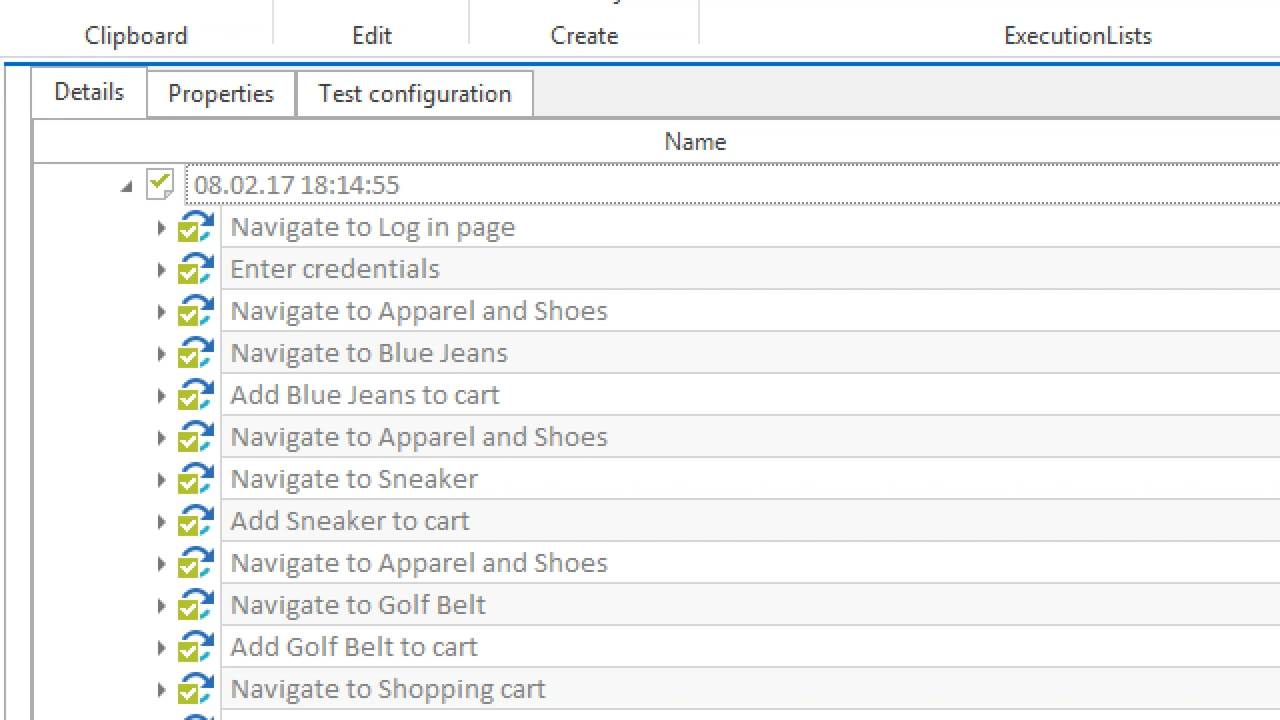 Clipboard Edit Create ExecutionLists
Details Properties Test configuration
Name
08.02.17 18:14:55
Navigate to Log in page
Enter credentials
Navigate to Apparel and Shoes
Navigate to Blue Jeans
Add Blue Jeans to cart
Navigate to Apparel and Shoes
Navigate to Sneaker
Add Sneaker to cart
Navigate to Apparel and Shoes
Navigate to Golf Belt
Add Golf Belt to cart
Navigate to Shopping cart